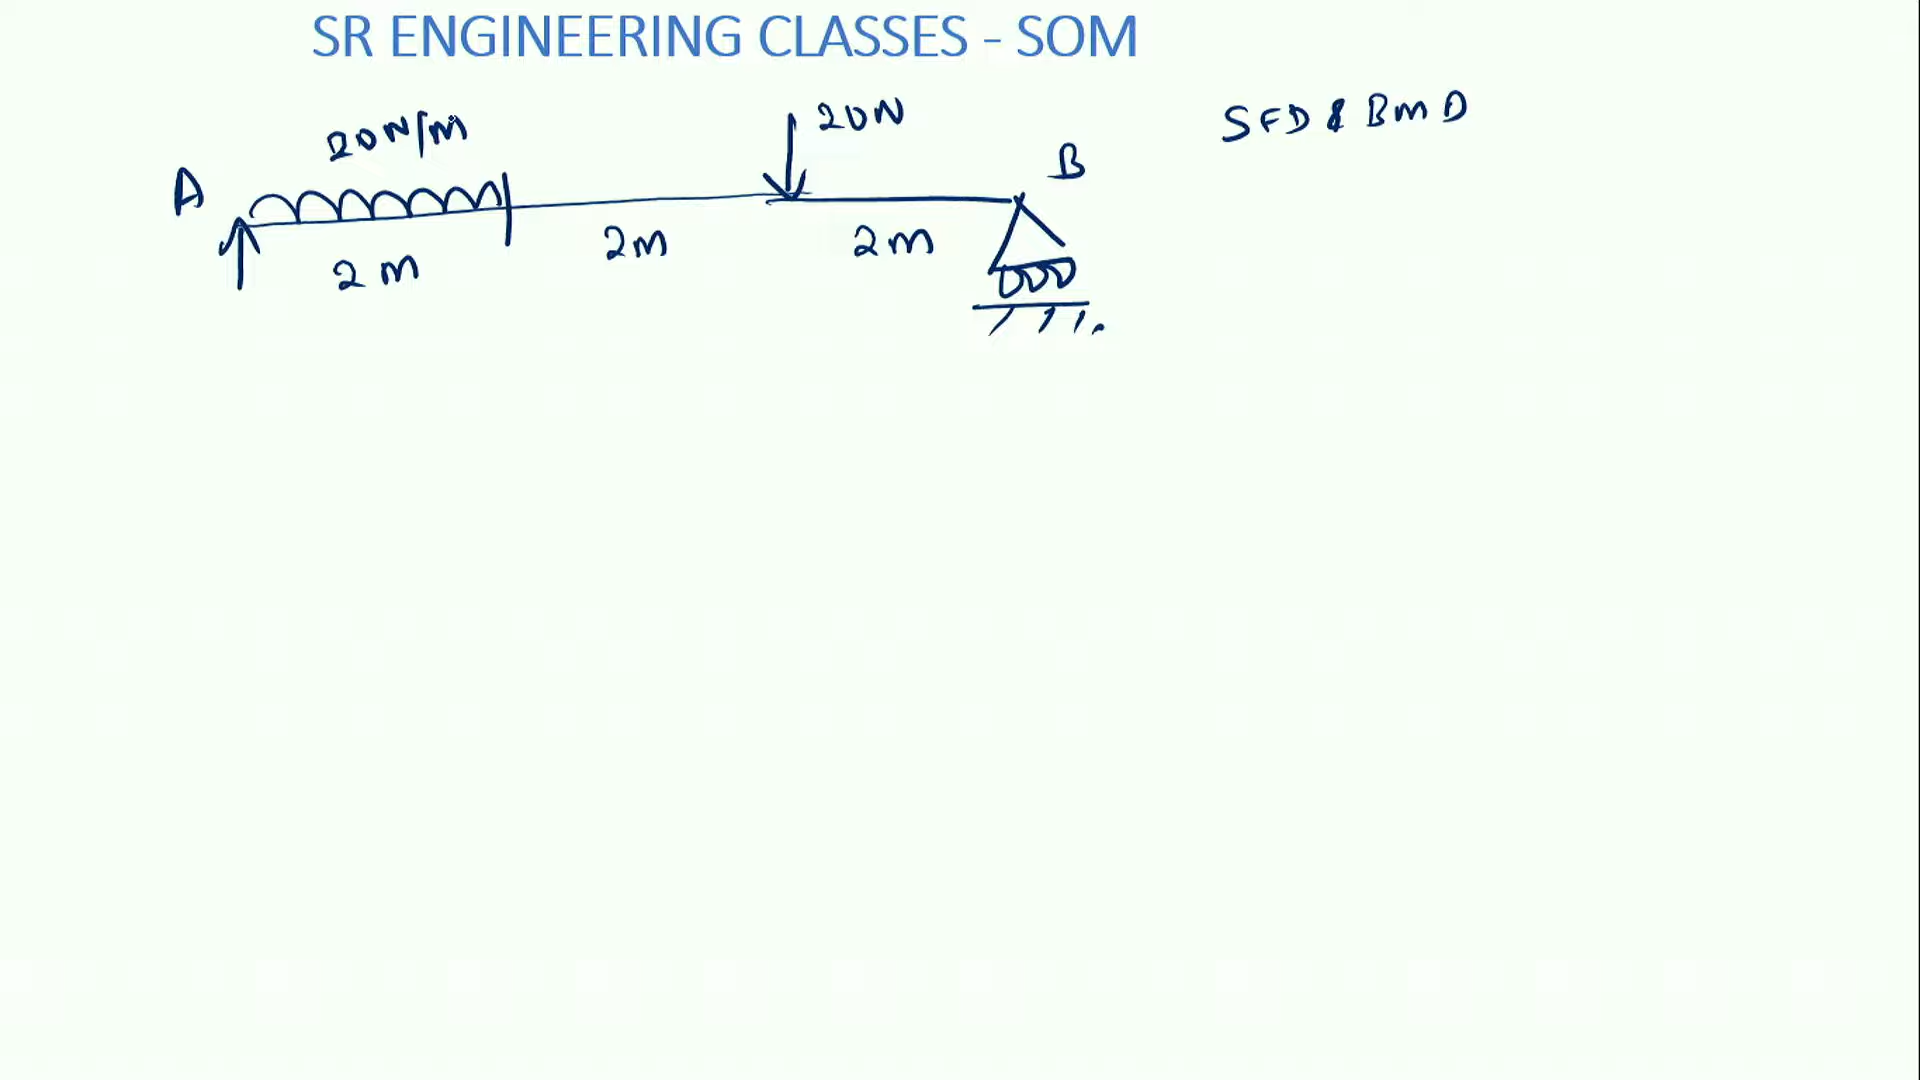 SR ENGINEERING CLASSES - SOM
20N/m
20N
SFD & BMD
A
B
2m
2m
2m